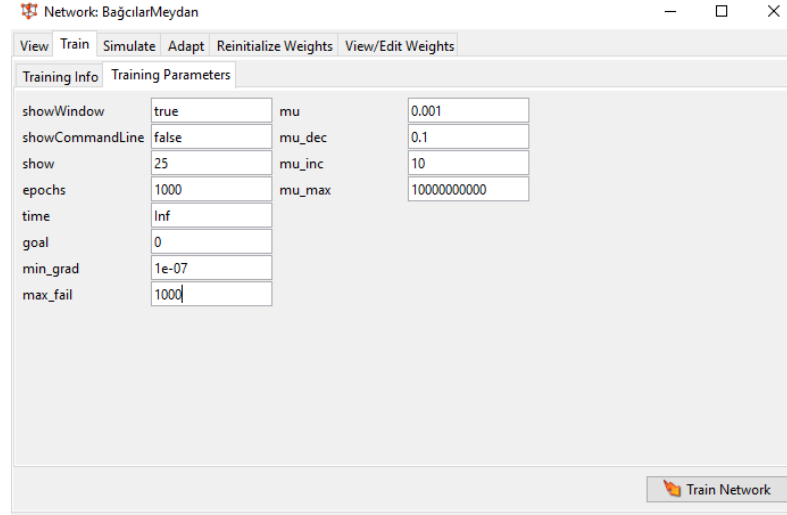 Network: BağcılarMeydan
View Train Simulate Adapt Reinitialize Weights View/Edit Weights
Training Info Training Parameters
showWindow true mu 0.001
showCommandLine false mu_dec 0.1
show 25 mu_inc 10
epochs 1000 mu_max 10000000000
time Inf
goal 0
min_grad 1e-07
max_fail 1000
Train Network